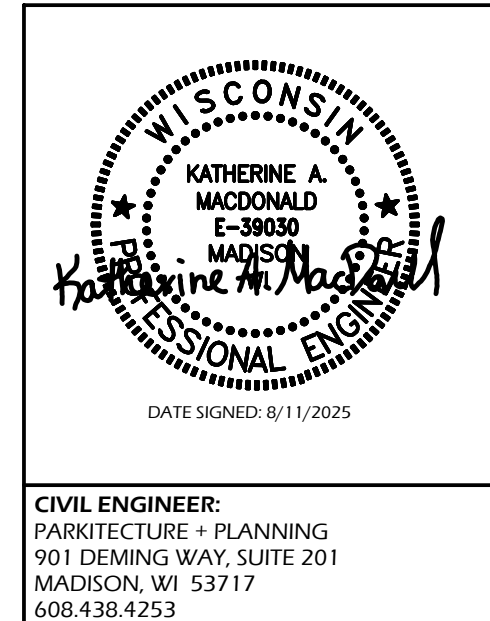 WISCONSIN
KATHERINE A.
MACDONALD
E-39030
MADISON
WI
Katherine A. MacDonald
PROFESSIONAL ENGINEER
DATE SIGNED: 8/11/2025
CIVIL ENGINEER:
PARKITECTURE + PLANNING
901 DEMING WAY, SUITE 201
MADISON, WI 53717
608.438.4253